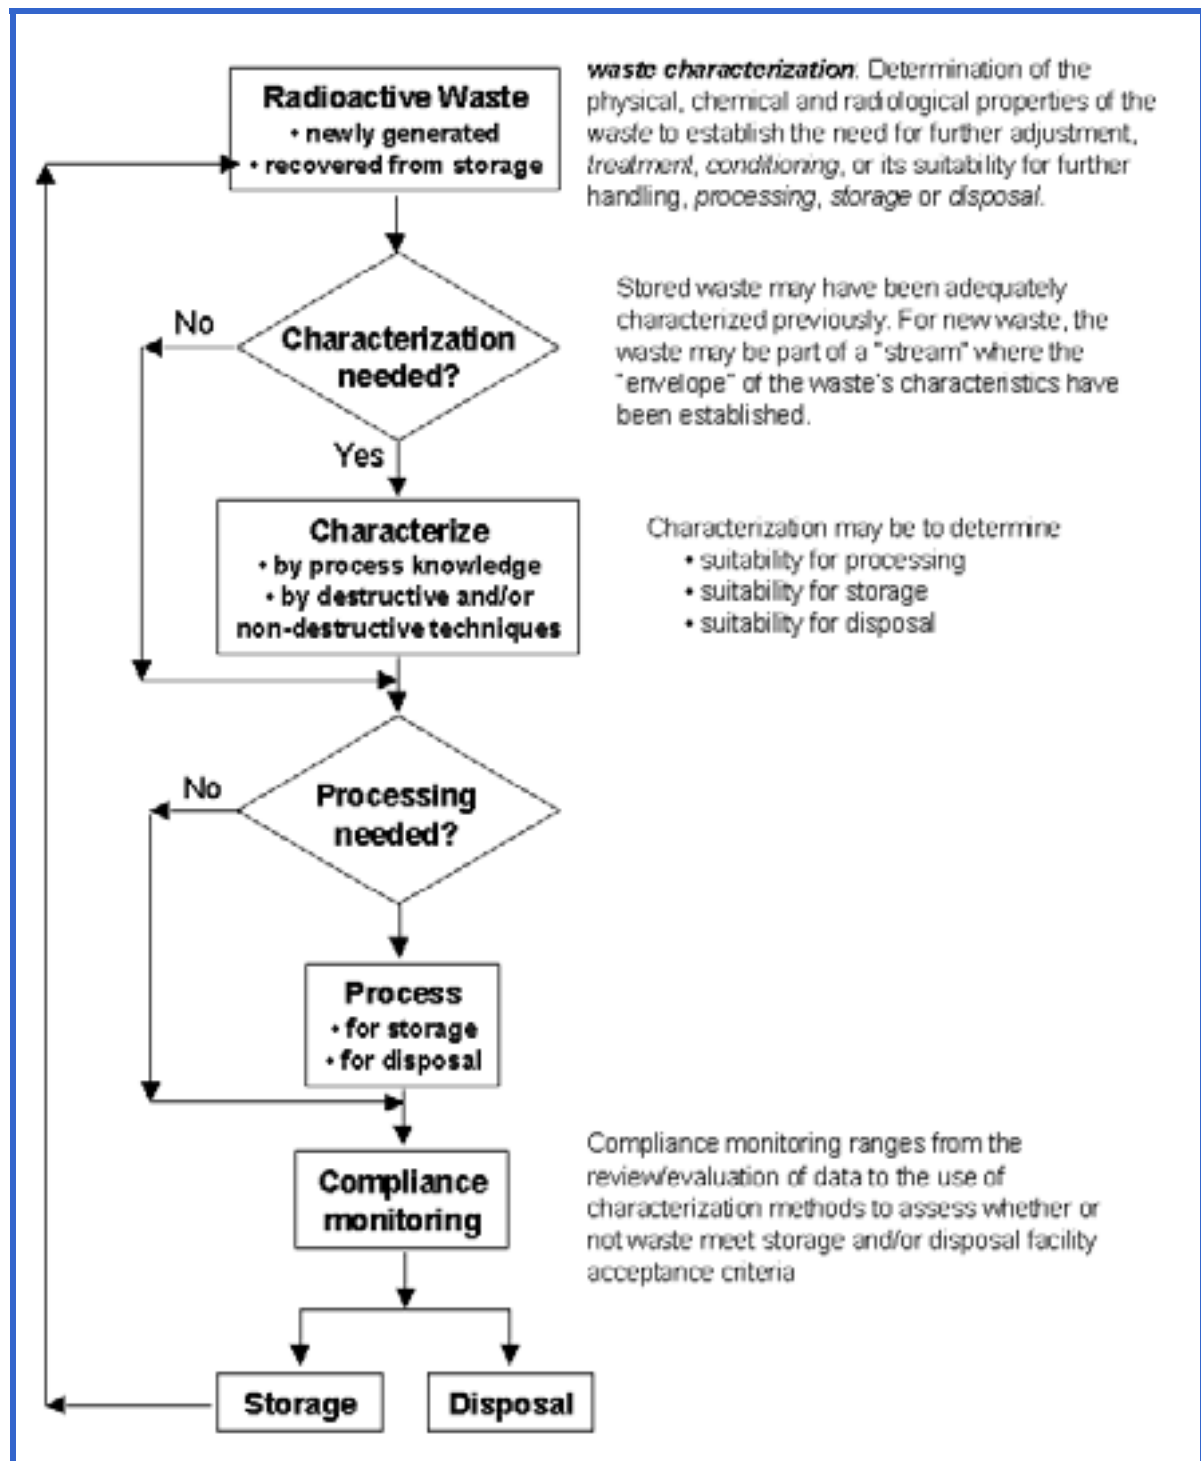 Radioactive Waste
• newly generated
• recovered from storage
waste characterization: Determination of the
physical, chemical and radiological properties of the
waste to establish the need for further adjustment,
treatment, conditioning, or its suitability for further
handling, processing, storage or disposal.
Characterization
needed?
No
Yes
Stored waste may have been adequately
characterized previously. For new waste, the
waste may be part of a "stream" where the
"envelope" of the waste's characteristics have
been established.
Characterize
• by process knowledge
• by destructive and/or
non-destructive techniques
Characterization may be to determine
• suitability for processing
• suitability for storage
• suitability for disposal
Processing
needed?
No
Process
• for storage
• for disposal
Compliance
monitoring
Compliance monitoring ranges from the
review/evaluation of data to the use of
characterization methods to assess whether or
not waste meet storage and/or disposal facility
acceptance criteria
Storage
Disposal